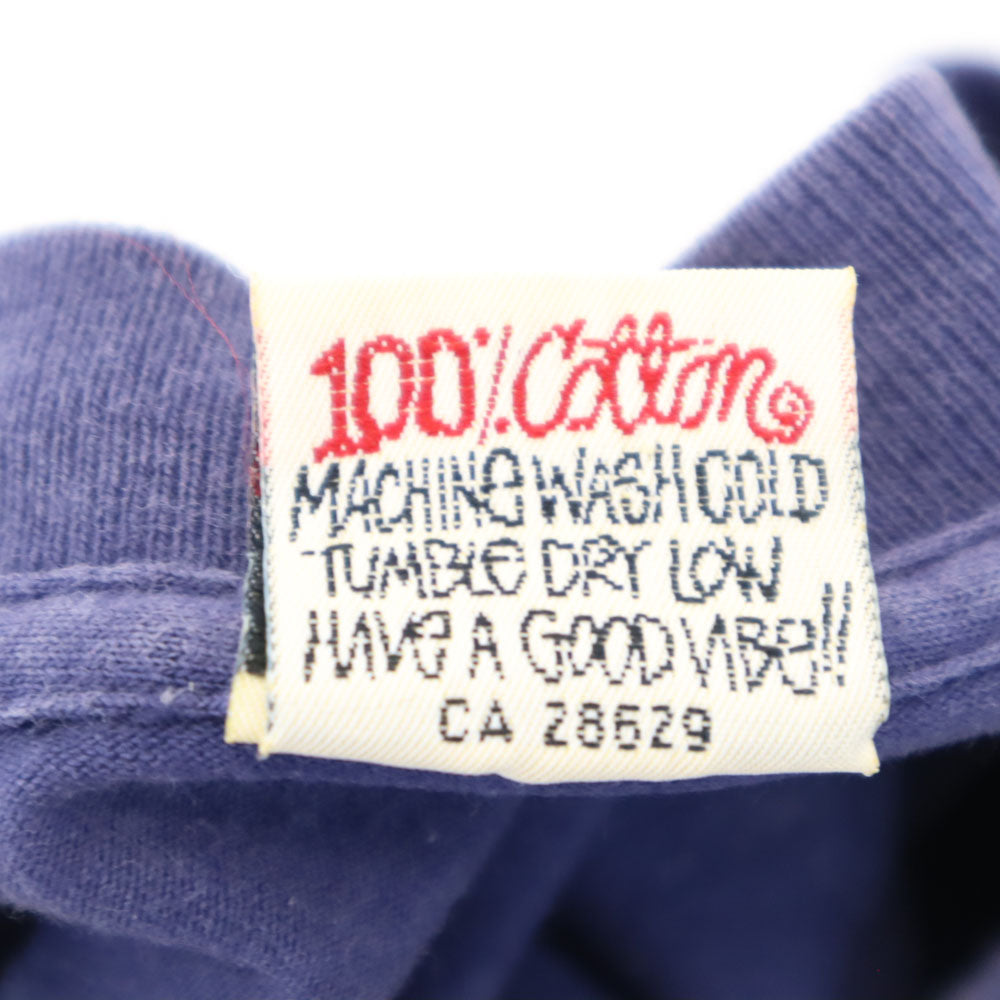 100% Cotton
MACHINE WASH COLD
TUMBLE DRY LOW
HAVE A GOOD VIBE!!
CA 28629